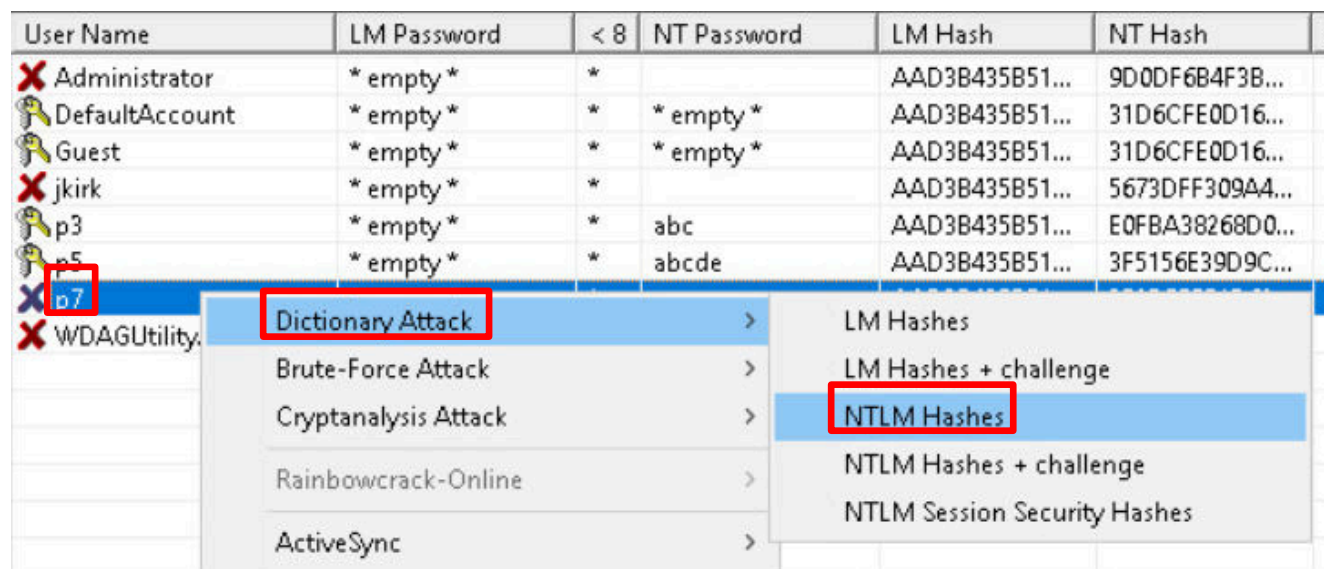 User Name LM Password < 8 NT Password LM Hash NT Hash
Administrator * empty * * AAD3B435B51... 9D0DF6B4F3B...
DefaultAccount * empty * * * empty * AAD3B435B51... 31D6CFE0D16...
Guest * empty * * * empty * AAD3B435B51... 31D6CFE0D16...
jkirk * empty * * AAD3B435B51... 5673DFF309A4...
p3 * empty * * abc AAD3B435B51... E0FBA38268D0...
p5 * empty * * abcde AAD3B435B51... 3F5156E39D9C...
p7
WDAGUtility
Dictionary Attack >
Brute-Force Attack >
Cryptanalysis Attack >
Rainbowcrack-Online >
ActiveSync >
LM Hashes
LM Hashes + challenge
NTLM Hashes
NTLM Hashes + challenge
NTLM Session Security Hashes